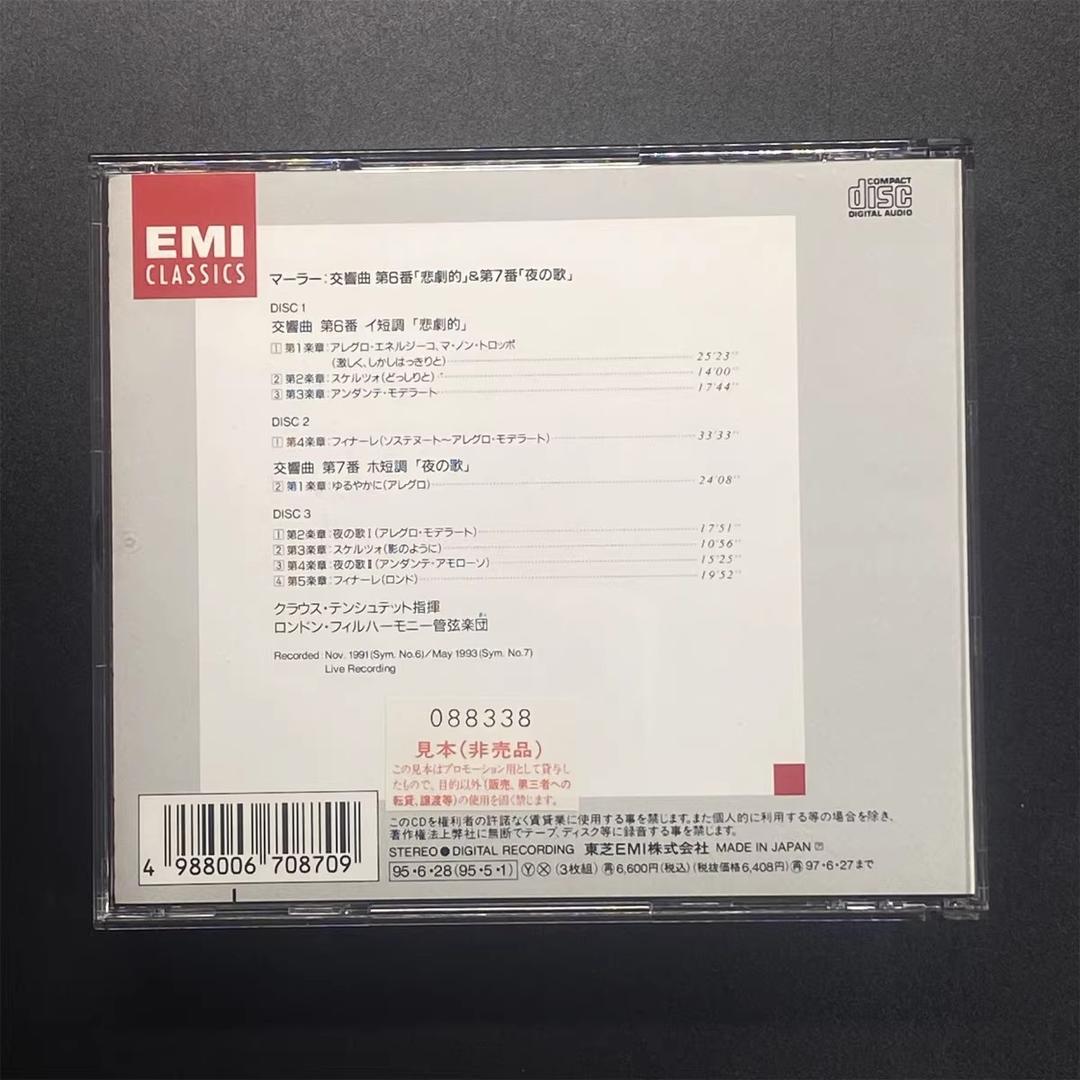 EMI
CLASSICS
COMPACT
disc
DIGITAL AUDIO
マーラー：交響曲 第6番「悲劇的」&第7番「夜の歌」
DISC 1
交響曲 第6番 イ短調 「悲劇的」
1 第1楽章：アレグロ・エネルジーコ、マ・ノン・トロッポ
(激しく、しかしはっきりと) 25'23"
2 第2楽章：スケルツォ(どっしりと) 14'00"
3 第3楽章：アンダンテ・モデラート 17'44"
DISC 2
1 第4楽章：フィナーレ(ソステヌート〜アレグロ・モデラート) 33'33"
交響曲 第7番 ホ短調 「夜の歌」
2 第1楽章：ゆるやかに(アレグロ) 24'08"
DISC 3
1 第2楽章：夜の歌I(アレグロ・モデラート) 17'51"
2 第3楽章：スケルツォ(影のように) 10'56"
3 第4楽章：夜の歌II(アンダンテ・アモローソ) 15'25"
4 第5楽章：フィナーレ(ロンド) 19'52"
クラウス・テンシュテット指揮
ロンドン・フィルハーモニー管弦楽団
Recorded: Nov. 1991 (Sym. No.6)/May 1993 (Sym. No.7)
Live Recording
088338
見本(非売品)
この見本はプロモーション用として貸与し
たもので、目的以外(販売、第三者への
転貸、譲渡等)の使用を固く禁じます。
このCDを権利者の許諾なく賃貸業に使用する事を禁じます。また個人的に利用する等の場合を除き、
著作権法上弊社に無断でテープ、ディスク等に録音する事を禁じます。
STEREO ● DIGITAL RECORDING 東芝EMI株式会社 MADE IN JAPAN
95・6・28 (95・5・1) Ⓨ Ⓧ (3枚組) 再 6,600円(税込)(税抜価格6,408円) 再 97・6・27まで
4 988006 708709